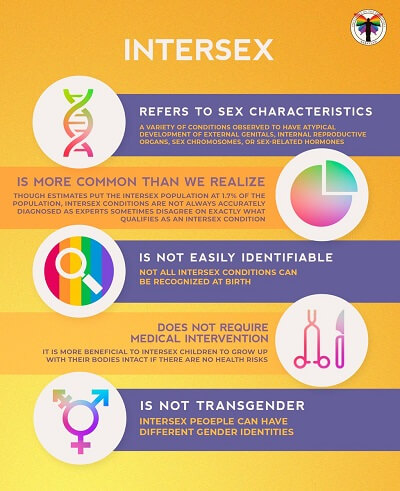 INTERSEX
REFERS TO SEX CHARACTERISTICS
A VARIETY OF CONDITIONS OBSERVED TO HAVE ATYPICAL
DEVELOPMENT OF EXTERNAL GENITALS, INTERNAL REPRODUCTIVE
ORGANS, SEX CHROMOSOMES, OR SEX-RELATED HORMONES
IS MORE COMMON THAN WE REALIZE
THOUGH ESTIMATES PUT THE INTERSEX POPULATION AT 1.7% OF THE
POPULATION, INTERSEX CONDITIONS ARE NOT ALWAYS ACCURATELY
DIAGNOSED AS EXPERTS SOMETIMES DISAGREE ON EXACTLY WHAT
QUALIFIES AS AN INTERSEX CONDITION
IS NOT EASILY IDENTIFIABLE
NOT ALL INTERSEX CONDITIONS CAN
BE RECOGNIZED AT BIRTH
DOES NOT REQUIRE
MEDICAL INTERVENTION
IT IS MORE BENEFICIAL TO INTERSEX CHILDREN TO GROW UP
WITH THEIR BODIES INTACT IF THERE ARE NO HEALTH RISKS
IS NOT TRANSGENDER
INTERSEX PEOEPLE CAN HAVE
DIFFERENT GENDER IDENTITIES